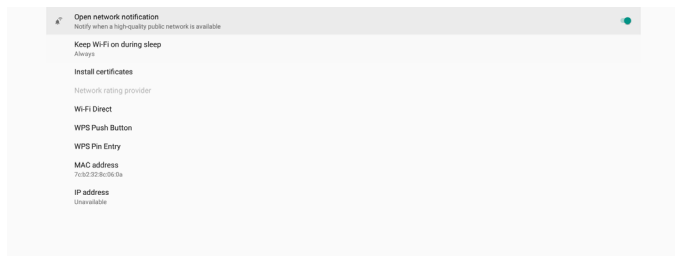 Open network notification
Notify when a high-quality public network is available
Keep Wi-Fi on during sleep
Always
Install certificates
Network rating provider
Wi-Fi Direct
WPS Push Button
WPS Pin Entry
MAC address
7c:b2:32:8c:06:0a
IP address
Unavailable